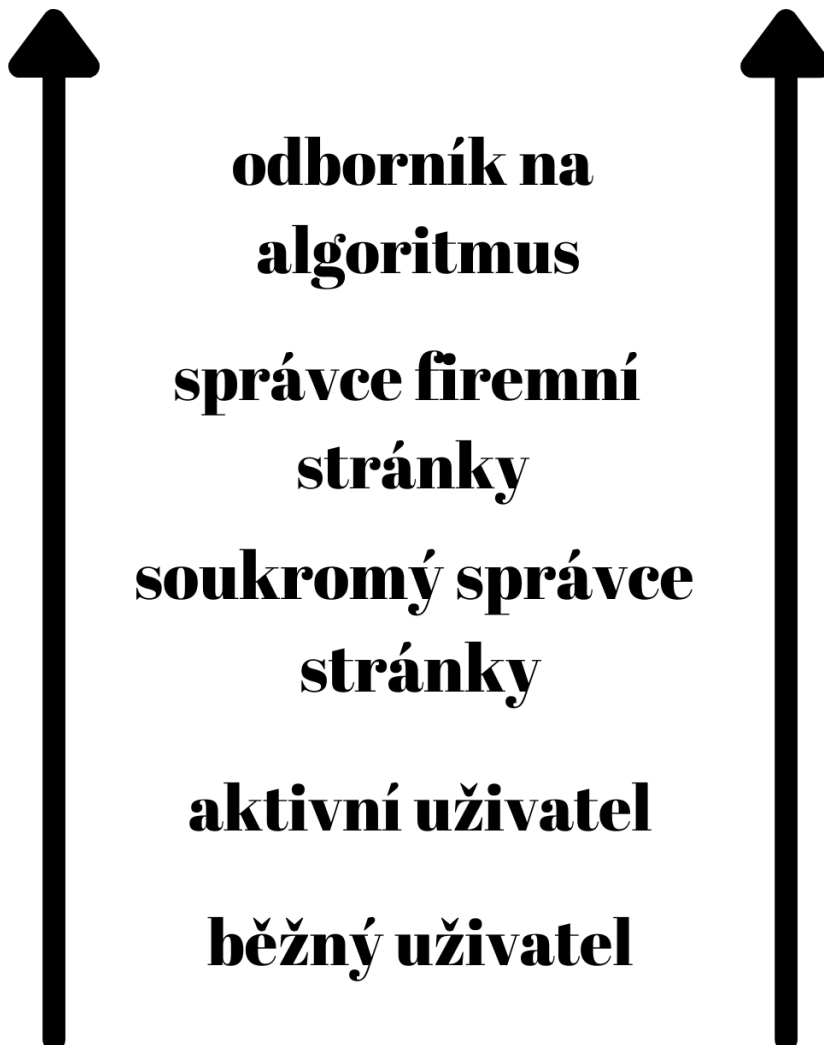 odborník na
algoritmus
správce firemní
stránky
soukromý správce
stránky
aktivní uživatel
běžný uživatel